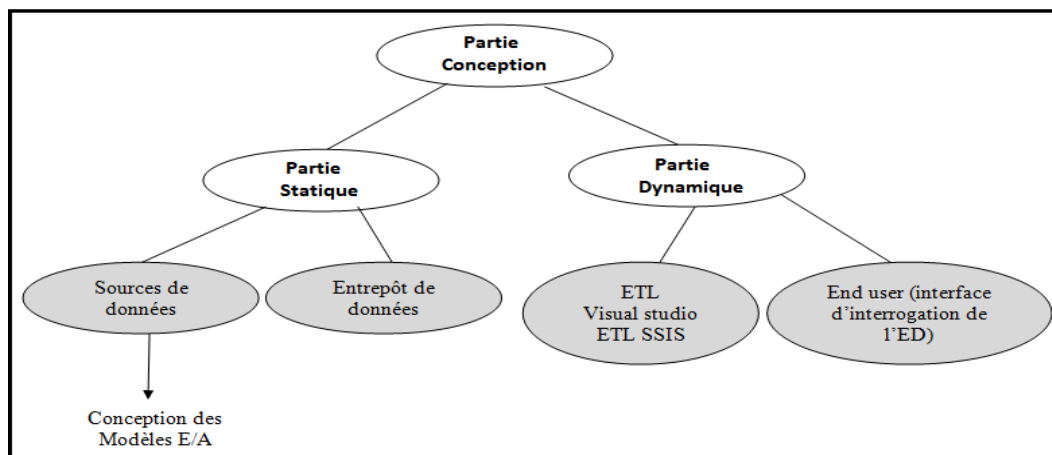 Partie
Conception
Partie
Statique
Partie
Dynamique
Sources de
données
Entrepôt de
données
ETL
Visual studio
ETL SSIS
End user (interface
d’interrogation de
l’ED)
Conception des
Modèles E/A